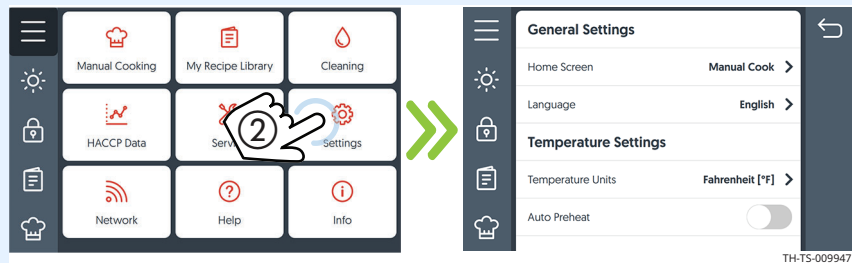 Manual Cooking
My Recipe Library
Cleaning
HACCP Data
Settings
2
Network
Help
Info
General Settings
Home Screen Manual Cook
Language English
Temperature Settings
Temperature Units Fahrenheit [°F]
Auto Preheat
TH-TS-009947